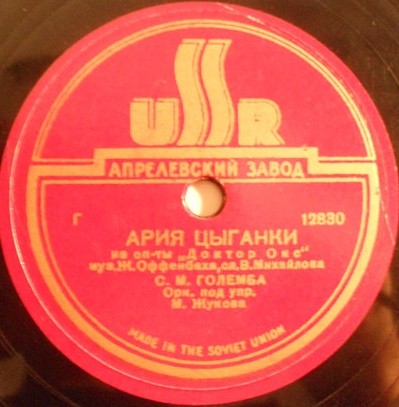 USSR
АПРЕЛЕВСКИЙ ЗАВОД
Г 12830
АРИЯ ЦЫГАНКИ
из оп-ты „Доктор Окс"
муз. Ж. Оффенбаха, сл. В. Михайлова
С. М. ГОЛЕМБА
Орк. под упр.
М. Жукова
MADE IN THE SOVIET UNION